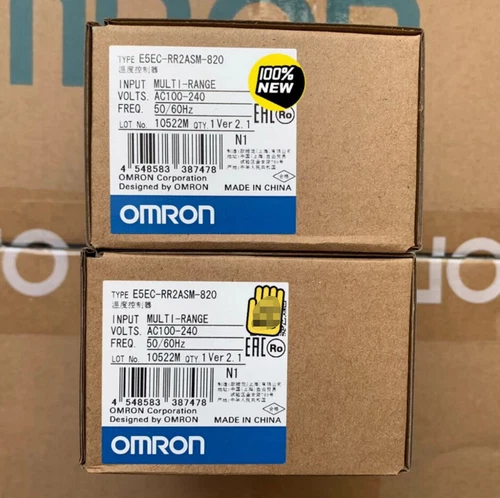 TYPE E5EC-RR2ASM-820
温度控制器
INPUT MULTI-RANGE
VOLTS. AC100-240
FREQ. 50/60Hz
LOT No. 10522M QTY. 1 Ver 2.1
N1
4 548583 387478
OMRON Corporation
Designed by OMRON
MADE IN CHINA
100%
NEW
EAC Ro
OMRON
TYPE E5EC-RR2ASM-820
温度控制器
INPUT MULTI-RANGE
VOLTS. AC100-240
FREQ. 50/60Hz
LOT No. 10522M QTY. 1 Ver 2.1
N1
4 548583 387478
OMRON Corporation
Designed by OMRON
MADE IN CHINA
EAC Ro
OMRON